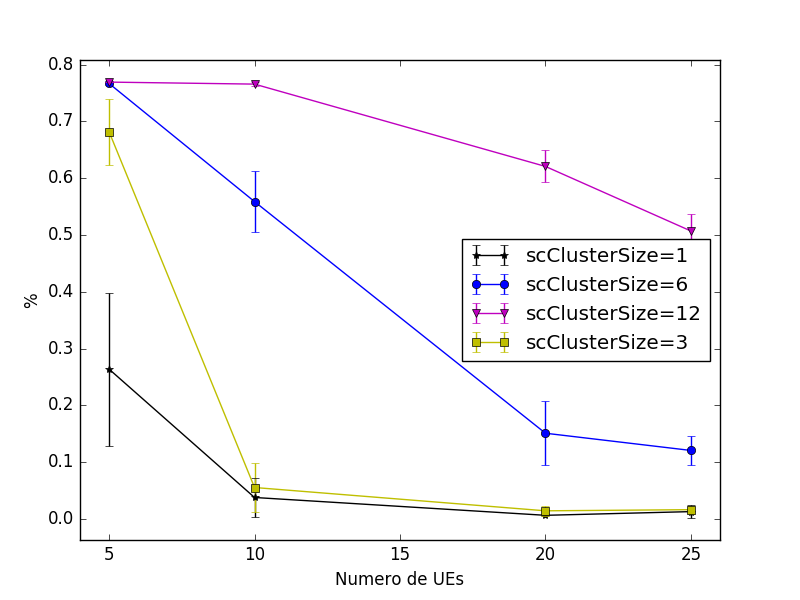 0.8
0.7
0.6
0.5
0.4
0.3
0.2
0.1
0.0
%
scClusterSize=1
scClusterSize=6
scClusterSize=12
scClusterSize=3
5 10 15 20 25
Numero de UEs